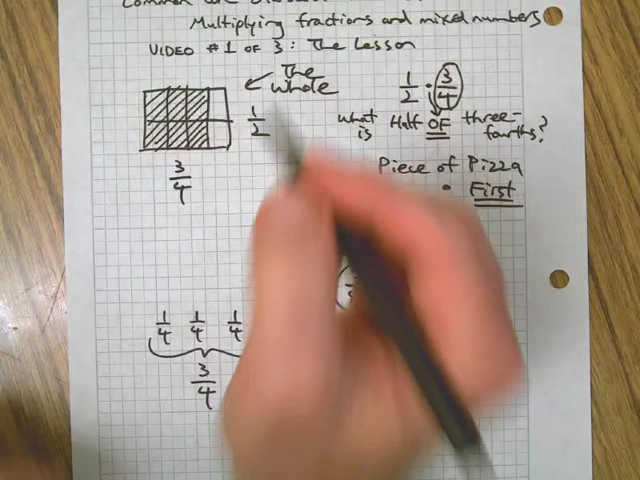 Multiplying fractions and mixed numbers
VIDEO #1 OF 3: The Lesson
The
whole
1/2
3/4
1/2 · 3/4
what is Half OF three-fourths?
Piece of Pizza
• First
1/4 1/4 1/4
3/4